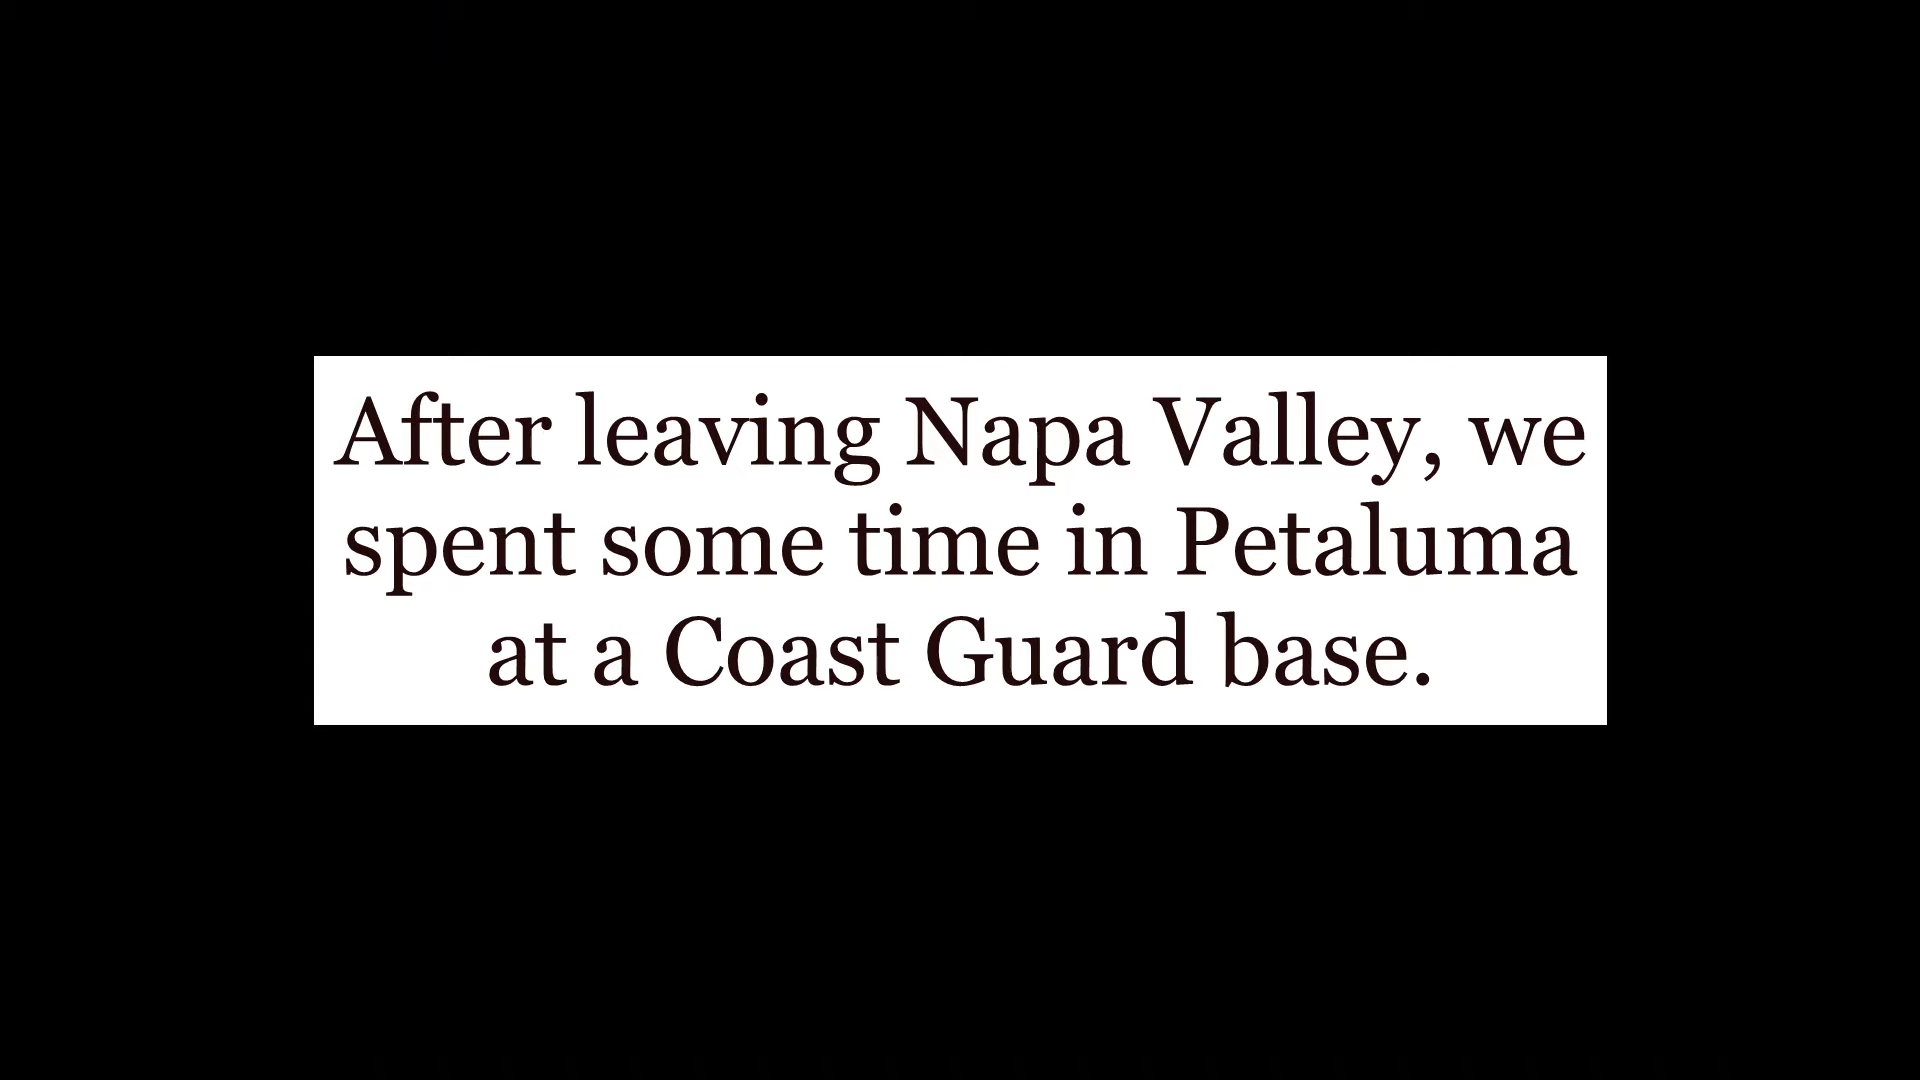 After leaving Napa Valley, we
spent some time in Petaluma
at a Coast Guard base.